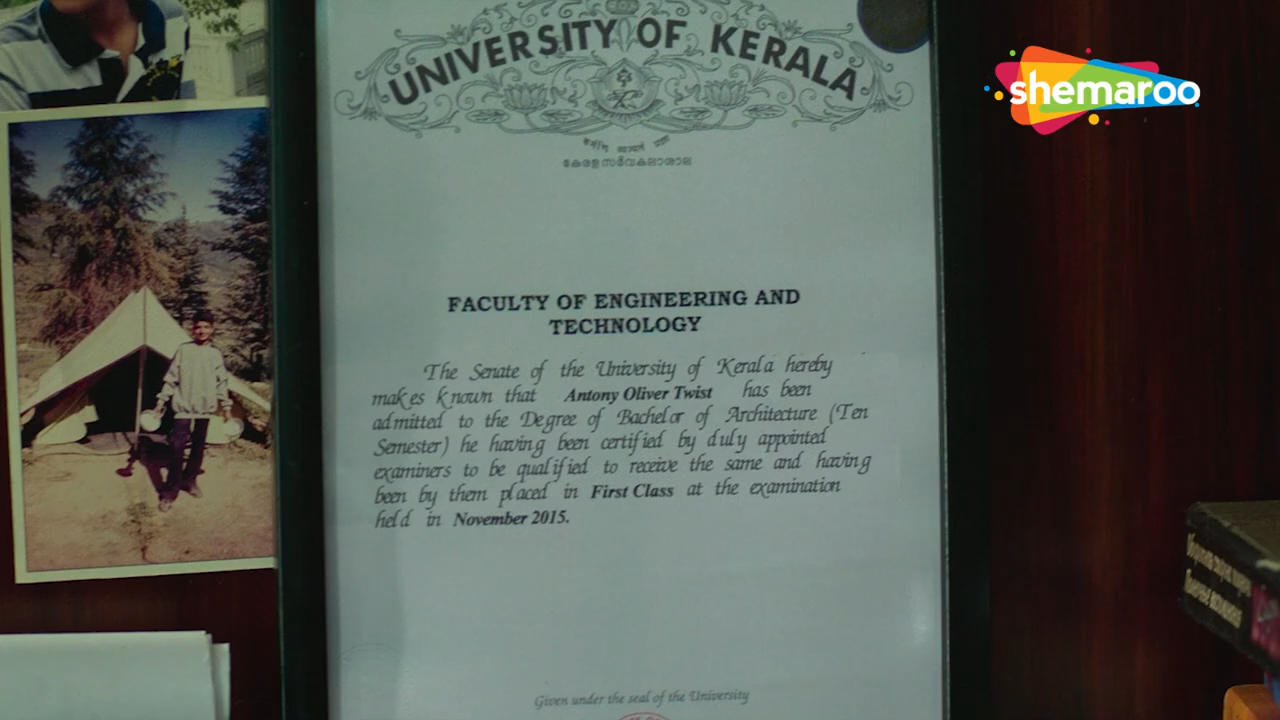 UNIVERSITY OF KERALA
കേരള സര്‍വകലാശാല
shemaroo
FACULTY OF ENGINEERING AND
TECHNOLOGY
The Senate of the University of Kerala hereby
makes known that Antony Oliver Twist has been
admitted to the Degree of Bachelor of Architecture (Ten
Semester) he having been certified by duly appointed
examiners to be qualified to receive the same and having
been by them placed in First Class at the examination
held in November 2015.
Given under the seal of the University